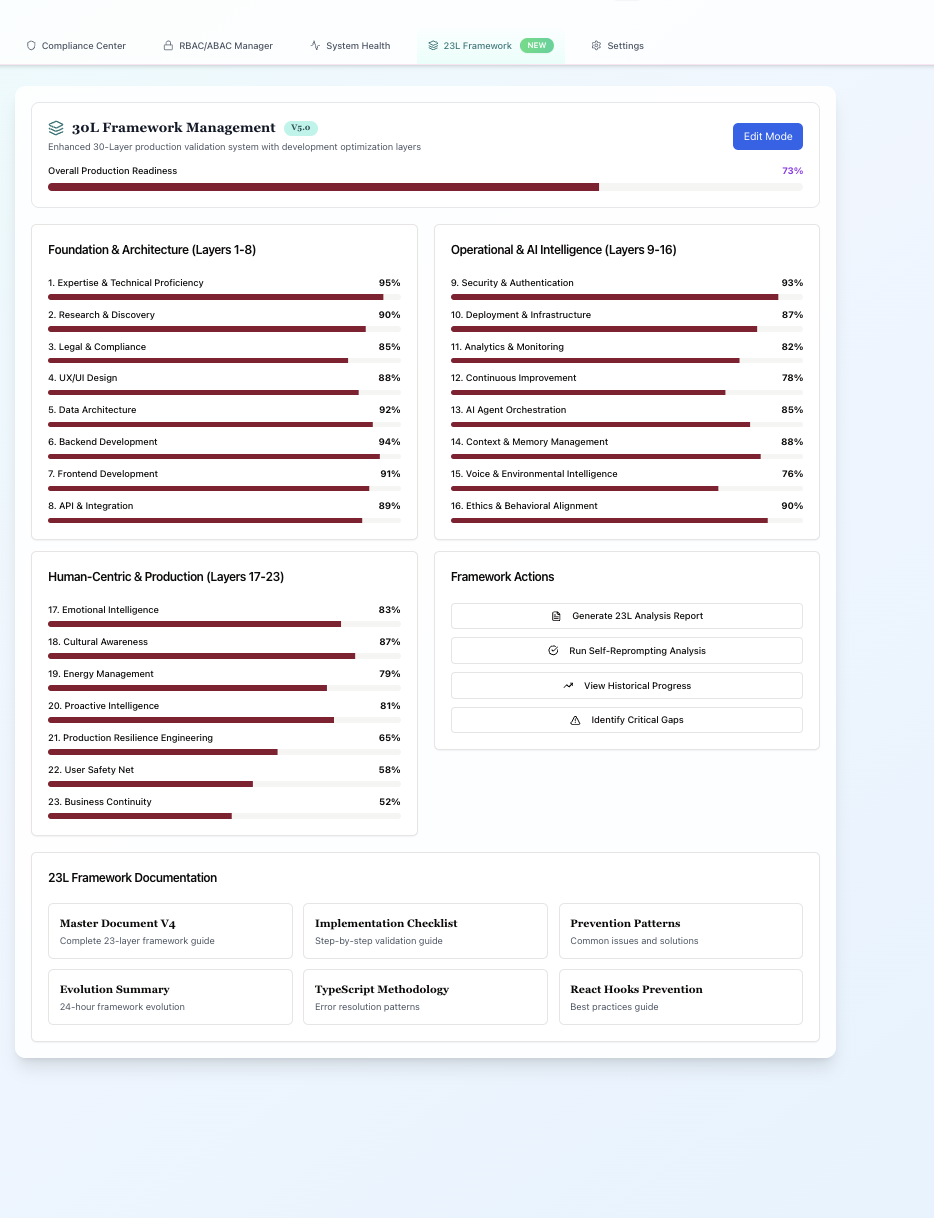 Compliance Center
RBAC/ABAC Manager
System Health
23L Framework NEW
Settings
30L Framework Management V5.0
Enhanced 30-Layer production validation system with development optimization layers
Edit Mode
Overall Production Readiness 73%
Foundation & Architecture (Layers 1-8)
1. Expertise & Technical Proficiency 95%
2. Research & Discovery 90%
3. Legal & Compliance 85%
4. UX/UI Design 88%
5. Data Architecture 92%
6. Backend Development 94%
7. Frontend Development 91%
8. API & Integration 89%
Operational & AI Intelligence (Layers 9-16)
9. Security & Authentication 93%
10. Deployment & Infrastructure 87%
11. Analytics & Monitoring 82%
12. Continuous Improvement 78%
13. AI Agent Orchestration 85%
14. Context & Memory Management 88%
15. Voice & Environmental Intelligence 76%
16. Ethics & Behavioral Alignment 90%
Human-Centric & Production (Layers 17-23)
17. Emotional Intelligence 83%
18. Cultural Awareness 87%
19. Energy Management 79%
20. Proactive Intelligence 81%
21. Production Resilience Engineering 65%
22. User Safety Net 58%
23. Business Continuity 52%
Framework Actions
Generate 23L Analysis Report
Run Self-Reprompting Analysis
View Historical Progress
Identify Critical Gaps
23L Framework Documentation
Master Document V4
Complete 23-layer framework guide
Implementation Checklist
Step-by-step validation guide
Prevention Patterns
Common issues and solutions
Evolution Summary
24-hour framework evolution
TypeScript Methodology
Error resolution patterns
React Hooks Prevention
Best practices guide